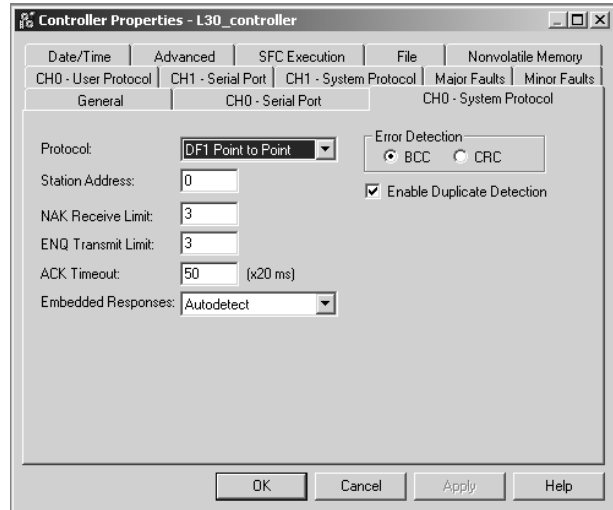 Controller Properties - L30_controller
Date/Time Advanced SFC Execution File Nonvolatile Memory
CH0 - User Protocol CH1 - Serial Port CH1 - System Protocol Major Faults Minor Faults
General CH0 - Serial Port CH0 - System Protocol
Protocol: DF1 Point to Point
Error Detection
BCC CRC
Station Address: 0
Enable Duplicate Detection
NAK Receive Limit: 3
ENQ Transmit Limit: 3
ACK Timeout: 50 (x20 ms)
Embedded Responses: Autodetect
OK Cancel Apply Help